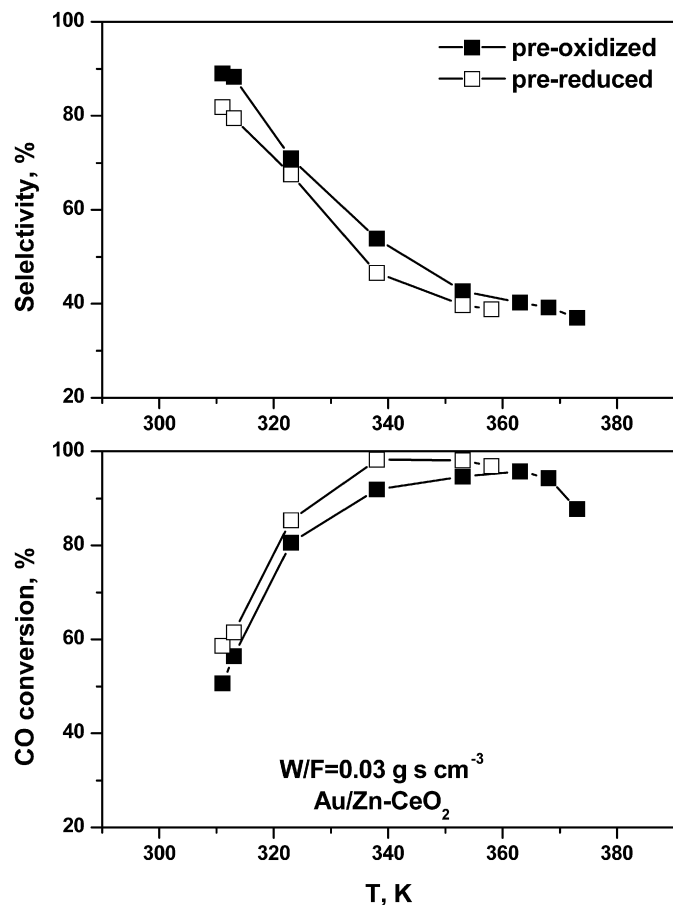 100
80
60
40
20
Selelctivity, %
pre-oxidized
pre-reduced
300 320 340 360 380
100
80
60
40
20
CO conversion, %
W/F=0.03 g s cm⁻³
Au/Zn-CeO₂
300 320 340 360 380
T, K